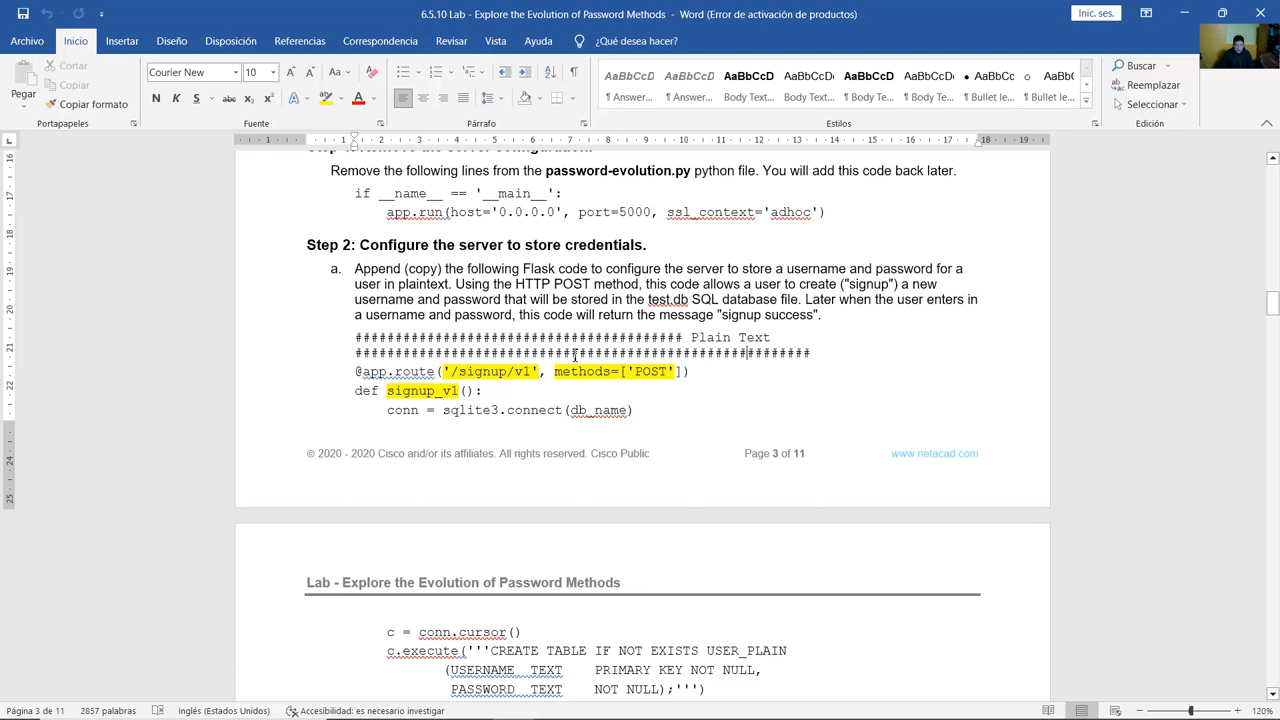 6.5.10 Lab - Explore the Evolution of Password Methods - Word (Error de activación de productos)
Inic. ses.
Archivo Inicio Insertar Diseño Disposición Referencias Correspondencia Revisar Vista Ayuda ¿Qué desea hacer?
Pegar
Cortar
Copiar
Copiar formato
Portapapeles
Courier New 10
Aa
N K S abc x₂ x²
Fuente
Párrafo
AaBbCcD AaBbCcD AaBbCcD AaBbCcD AaBbCcD AaBbCcD AaBbCc AaBb
¶ Answer... ¶ Answer... Body Text... Body Te... Body Te... Body Te... ¶ Bullet le... ¶ Bullet le...
Estilos
Buscar
Reemplazar
Seleccionar
Edición
Remove the following lines from the password-evolution.py python file. You will add this code back later.
if __name__ == '__main__':
app.run(host='0.0.0.0', port=5000, ssl_context='adhoc')
Step 2: Configure the server to store credentials.
a. Append (copy) the following Flask code to configure the server to store a username and password for a
user in plaintext. Using the HTTP POST method, this code allows a user to create ("signup") a new
username and password that will be stored in the test.db SQL database file. Later when the user enters in
a username and password, this code will return the message "signup success".
######################################### Plain Text
#########################################################
@app.route('/signup/v1', methods=['POST'])
def signup_v1():
conn = sqlite3.connect(db_name)
© 2020 - 2020 Cisco and/or its affiliates. All rights reserved. Cisco Public Page 3 of 11 www.netacad.com
Lab - Explore the Evolution of Password Methods
c = conn.cursor()
c.execute('''CREATE TABLE IF NOT EXISTS USER_PLAIN
(USERNAME TEXT PRIMARY KEY NOT NULL,
PASSWORD TEXT NOT NULL);''')
Página 3 de 11 2857 palabras Inglés (Estados Unidos) Accesibilidad: es necesario investigar 120%